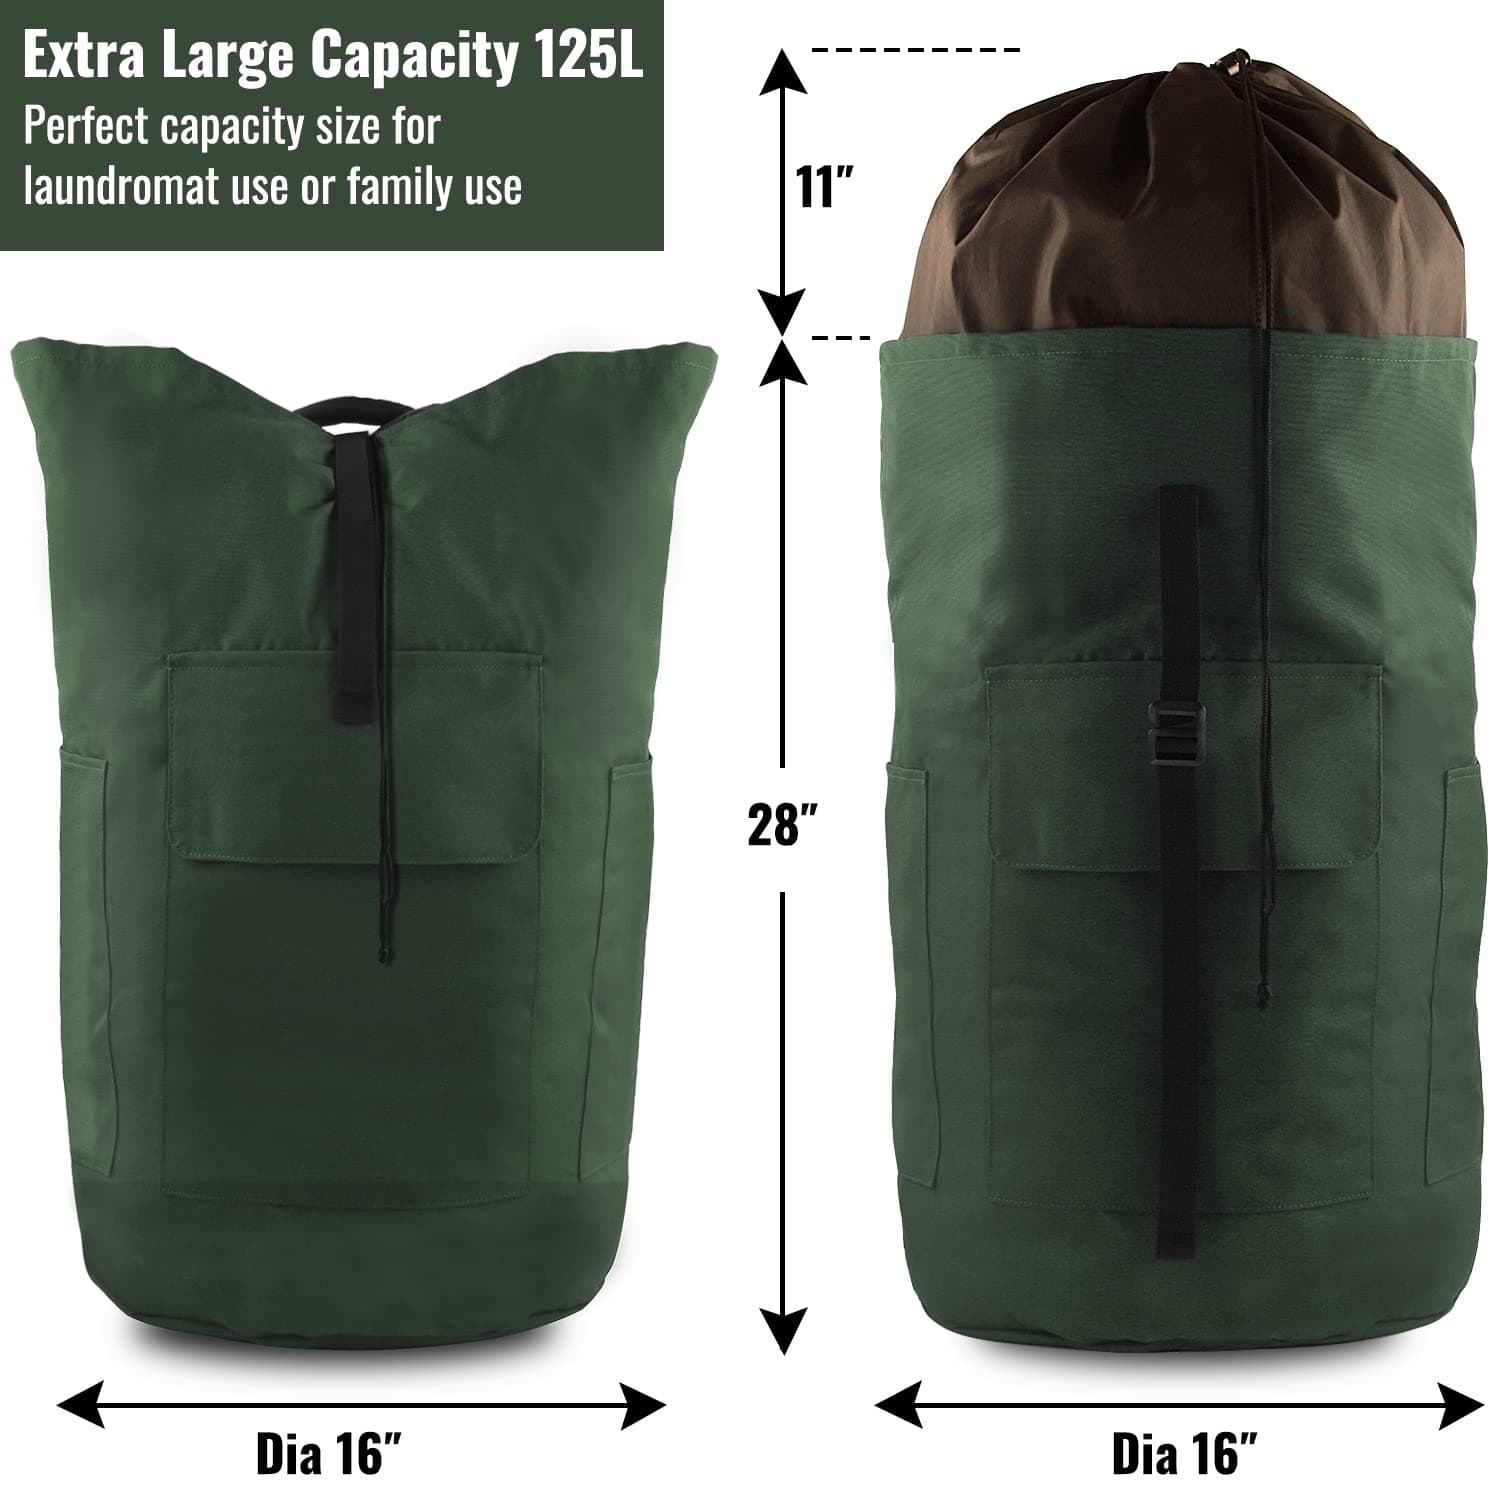 Extra Large Capacity 125L
Perfect capacity size for
laundromat use or family use
11″
28″
Dia 16″
Dia 16″